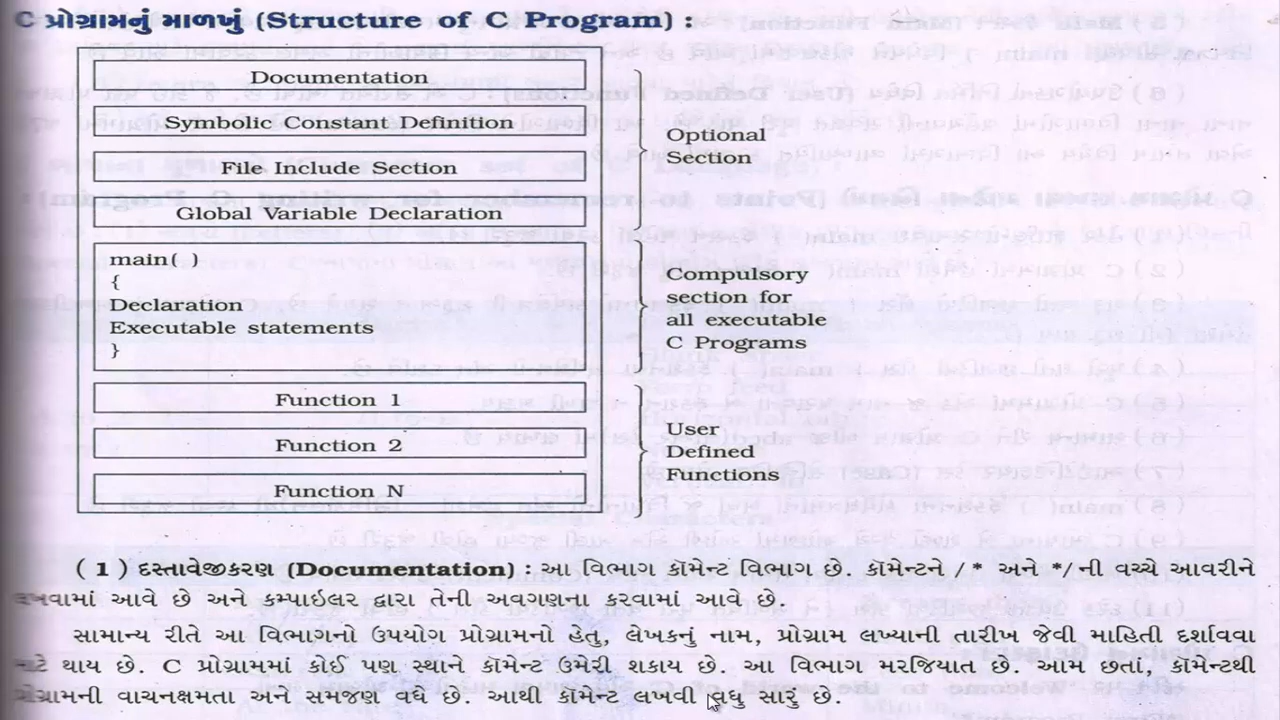 C પ્રોગ્રામનું માળખું (Structure of C Program) :
Documentation
Symbolic Constant Definition
File Include Section
Global Variable Declaration
Optional
Section
main( )
{
Declaration
Executable statements
}
Compulsory
section for
all executable
C Programs
Function 1
Function 2
Function N
User
Defined
Functions
( 1 ) દસ્તાવેજીકરણ (Documentation) : આ વિભાગ કૉમેન્ટ વિભાગ છે. કૉમેન્ટને /* અને */ની વચ્ચે આવરીને
લખવામાં આવે છે અને કમ્પાઇલર દ્વારા તેની અવગણના કરવામાં આવે છે.
સામાન્ય રીતે આ વિભાગનો ઉપયોગ પ્રોગ્રામનો હેતુ, લેખકનું નામ, પ્રોગ્રામ લખ્યાની તારીખ જેવી માહિતી દર્શાવવા
માટે થાય છે. C પ્રોગ્રામમાં કોઈ પણ સ્થાને કૉમેન્ટ ઉમેરી શકાય છે. આ વિભાગ મરજિયાત છે. આમ છતાં, કૉમેન્ટથી
પ્રોગ્રામની વાચનક્ષમતા અને સમજ વધે છે. આથી કૉમેન્ટ લખવી સારું છે.